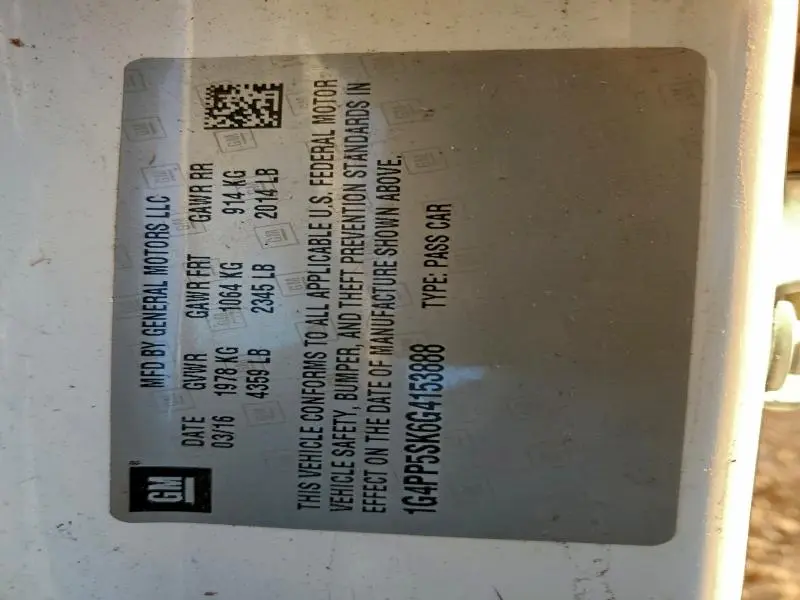 GM
MFD BY GENERAL MOTORS LLC
DATE GVWR GAWR FRT GAWR RR
03/16 1978 KG 1064 KG 914 KG
4359 LB 2345 LB 2014 LB
THIS VEHICLE CONFORMS TO ALL APPLICABLE U.S. FEDERAL MOTOR
VEHICLE SAFETY, BUMPER, AND THEFT PREVENTION STANDARDS IN
EFFECT ON THE DATE OF MANUFACTURE SHOWN ABOVE.
1G4PP5SK6G4153888 TYPE: PASS CAR